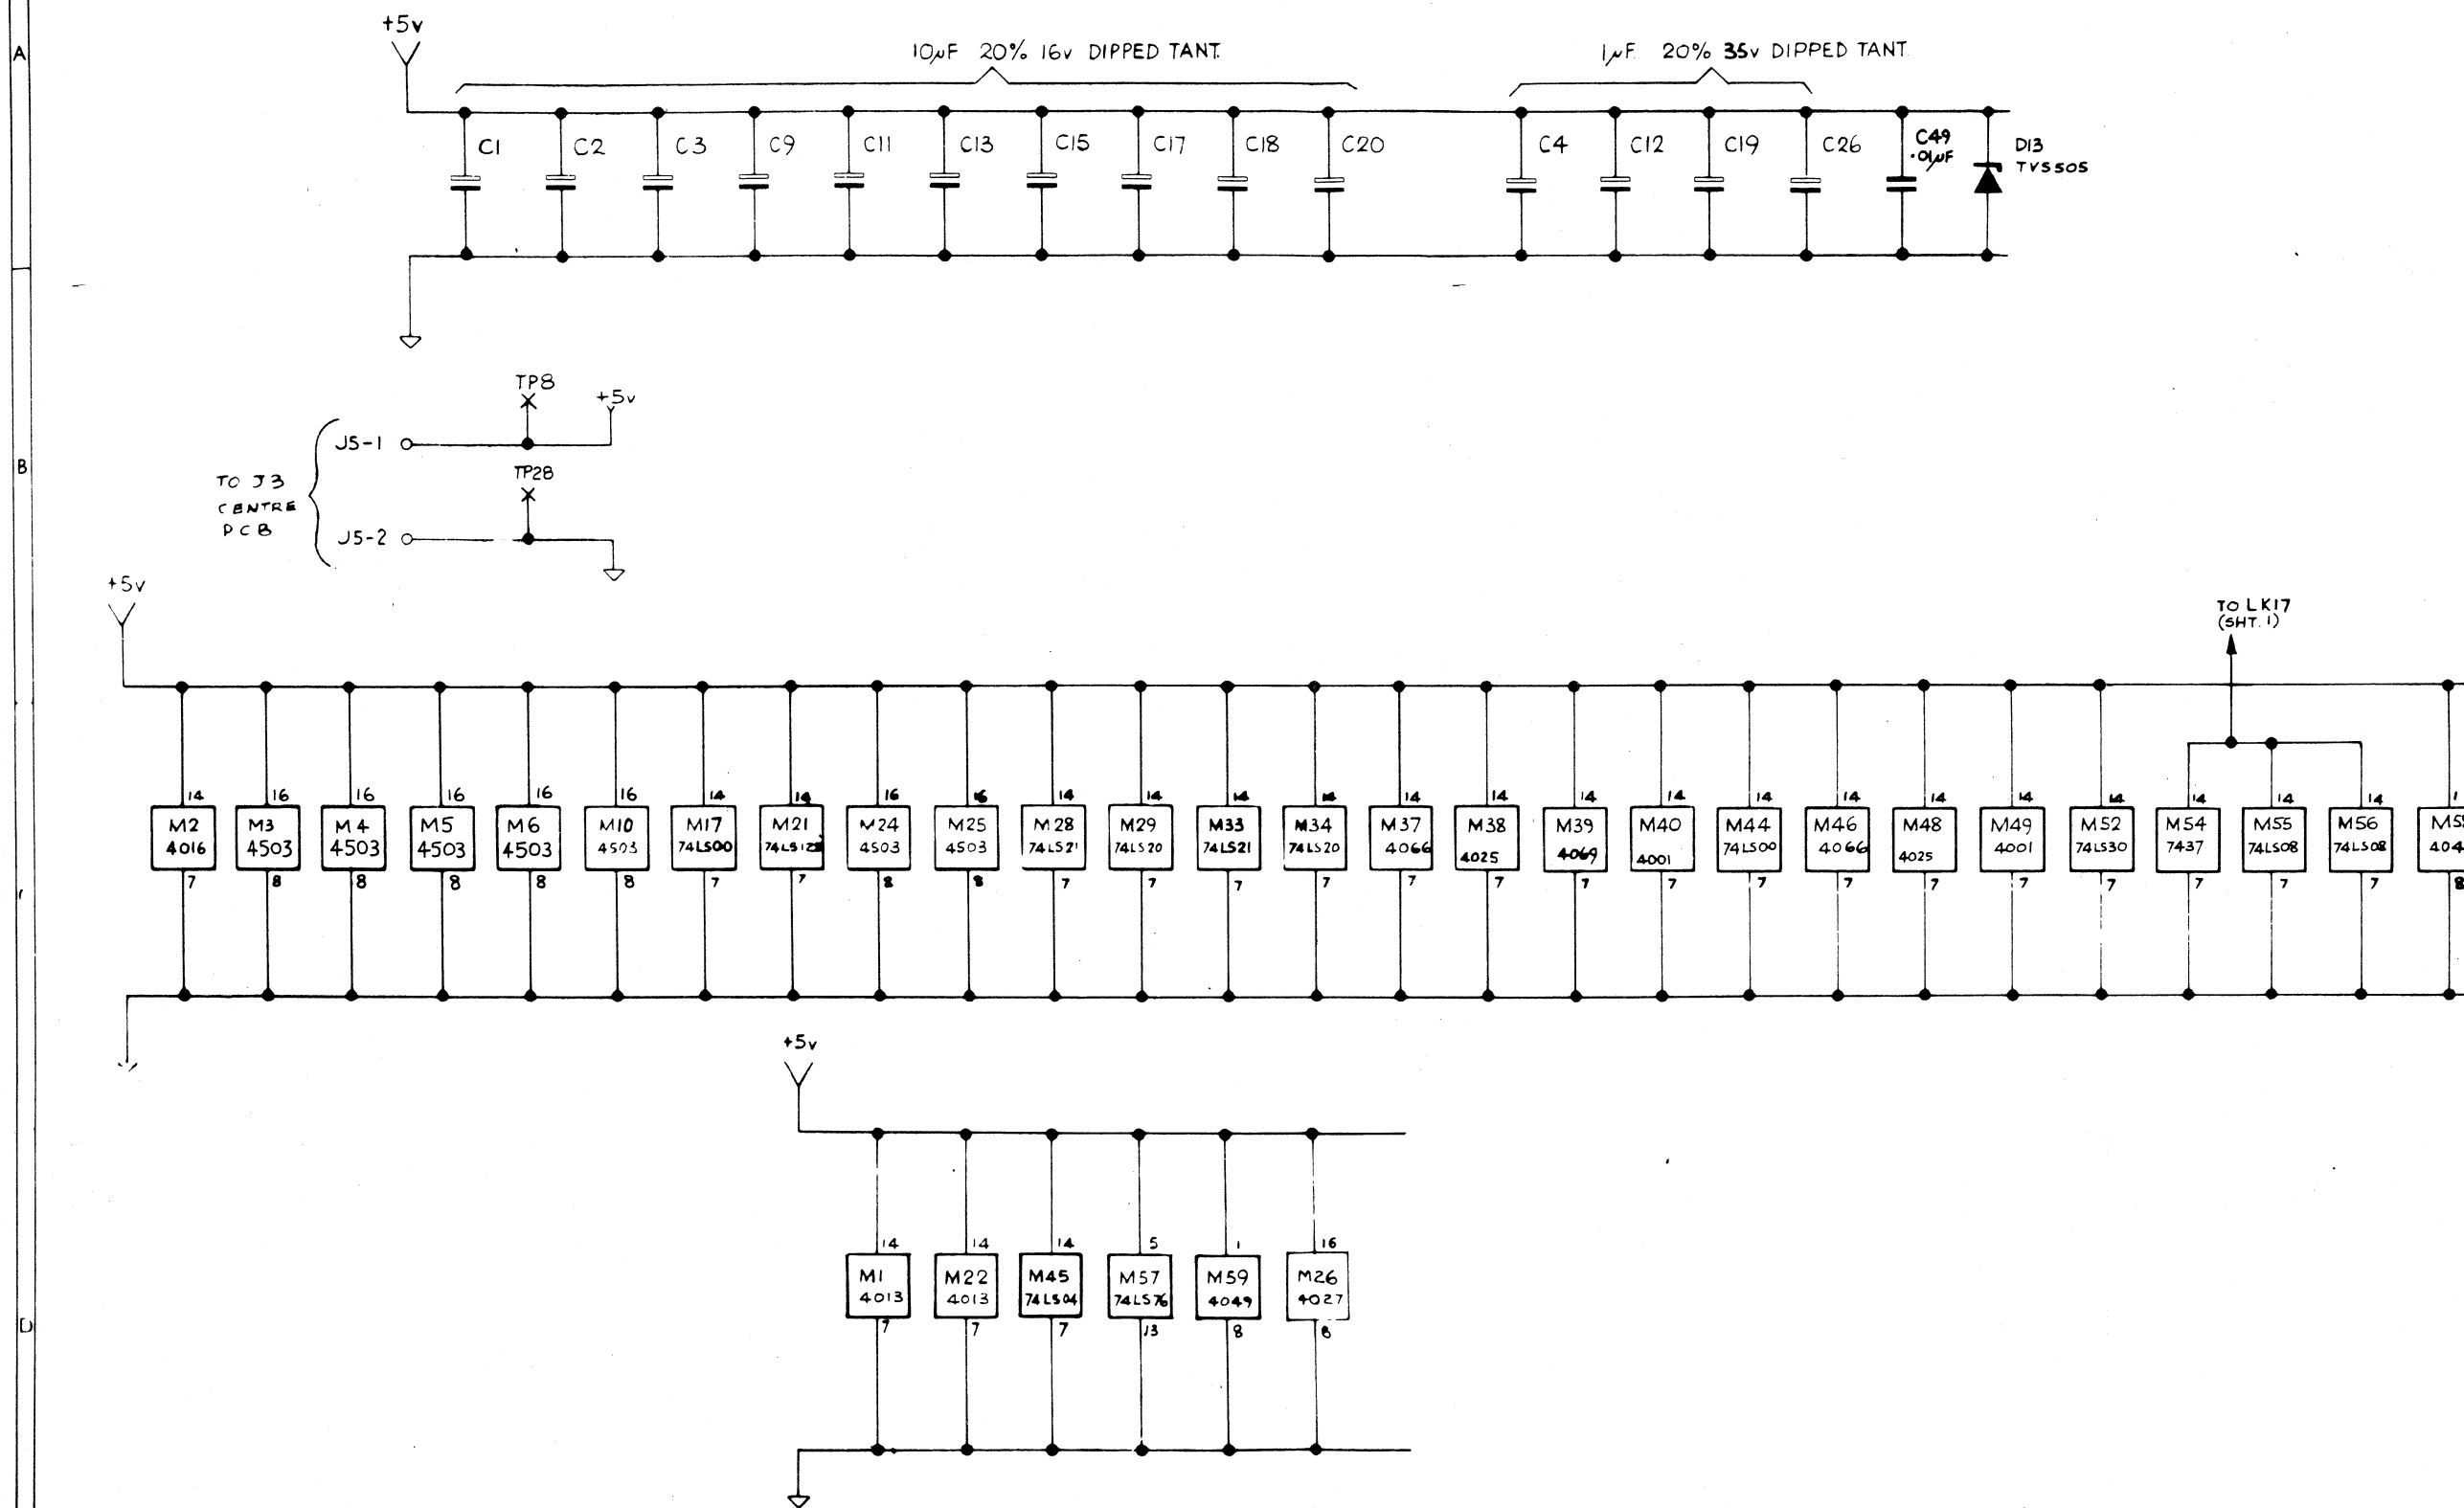 A
+5v
10µF 20% 16v DIPPED TANT.
1µF. 20% 35v DIPPED TANT
C1 C2 C3 C9 C11 C13 C15 C17 C18 C20 C4 C12 C19 C26 C49 D13
.01µF TVS505
TP8
+5v
J5-1
B
TO J3
CENTRE
PCB
TP28
J5-2
+5v
TO LK17
(SHT. 1)
14 16 16 16 16 16 14 14 16 16 14 14 14 14 14 14 14 14 14 14 14 14 14 14 14 14 1
M2 M3 M4 M5 M6 M10 M17 M21 M24 M25 M28 M29 M33 M34 M37 M38 M39 M40 M44 M46 M48 M49 M52 M54 M55 M56
4016 4503 4503 4503 4503 4503 74LS00 4503 4503 74LS21 74LS20 74LS21 74LS20 4066 4025 4069 4001 74LS00 4066 4025 4001 74LS30 7437 74LS08 74LS08 404
7 8 8 8 8 8 7 7 8 8 7 7 7 7 7 7 7 7 7 7 7 7 7 7 7 7 8
+5v
14 14 14 5 1 16
M1 M22 M45 M57 M59 M26
4013 4013 74LS04 74LS76 4049 4027
7 7 7 13 8 8
D